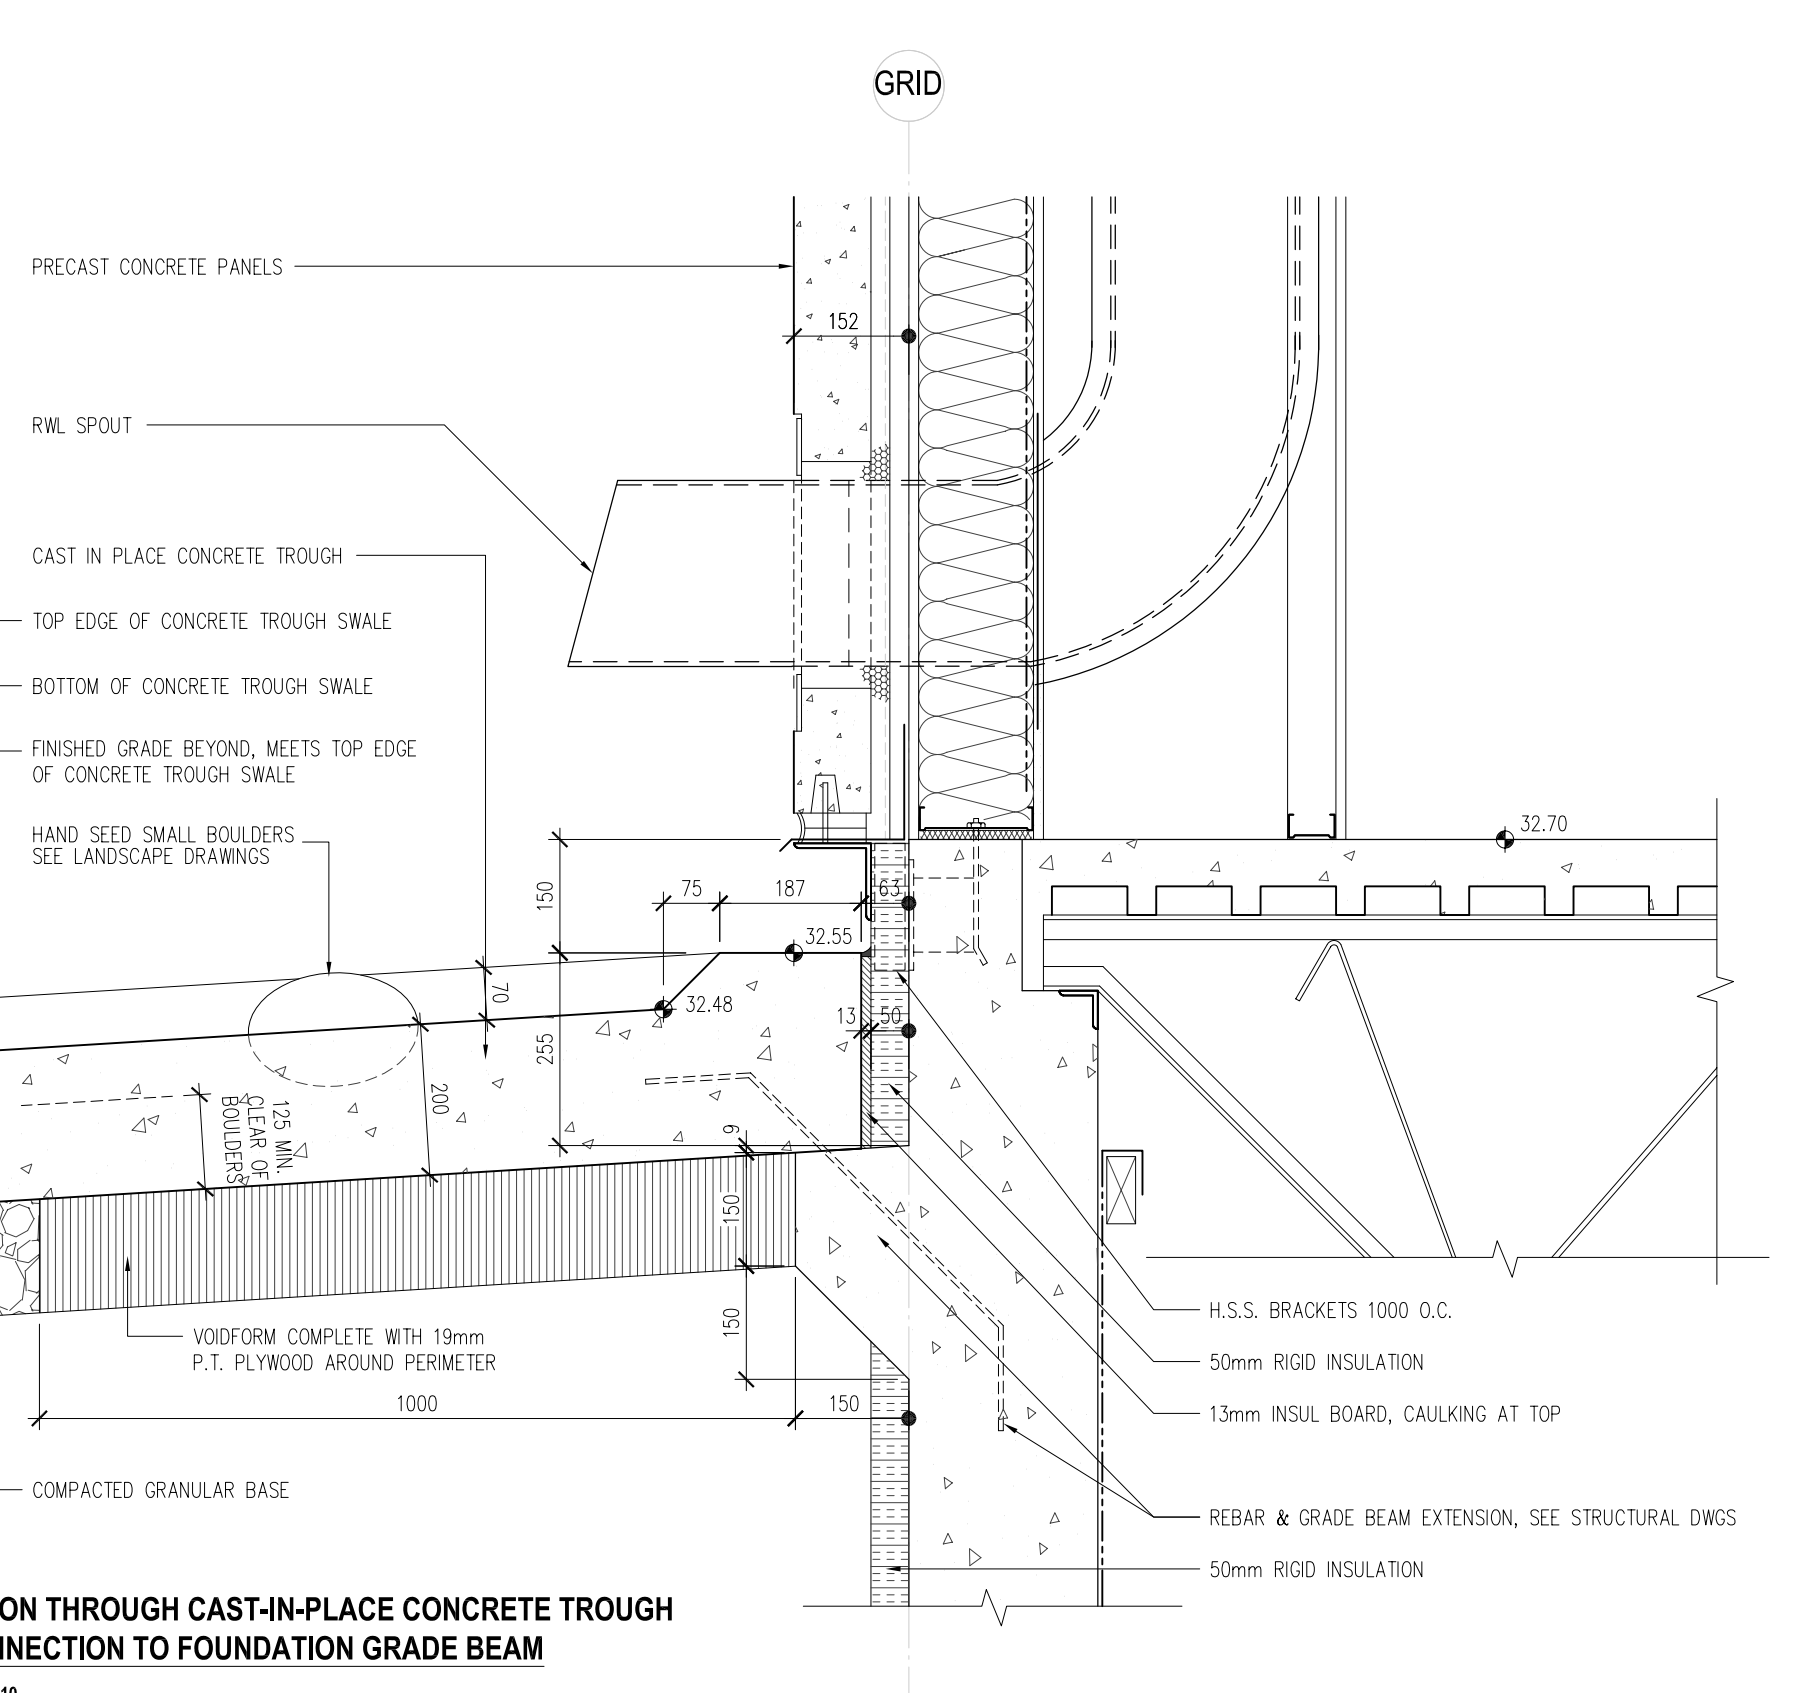 GRID
PRECAST CONCRETE PANELS
152
RWL SPOUT
CAST IN PLACE CONCRETE TROUGH
TOP EDGE OF CONCRETE TROUGH SWALE
BOTTOM OF CONCRETE TROUGH SWALE
FINISHED GRADE BEYOND, MEETS TOP EDGE
OF CONCRETE TROUGH SWALE
HAND SEED SMALL BOULDERS
SEE LANDSCAPE DRAWINGS
32.70
150
75
187
63
32.55
70
32.48
13
50
255
200
125 MIN.
CLEAR OF
BOULDERS
9
150
150
VOIDFORM COMPLETE WITH 19mm
P.T. PLYWOOD AROUND PERIMETER
1000
150
H.S.S. BRACKETS 1000 O.C.
50mm RIGID INSULATION
13mm INSUL BOARD, CAULKING AT TOP
COMPACTED GRANULAR BASE
REBAR & GRADE BEAM EXTENSION, SEE STRUCTURAL DWGS
50mm RIGID INSULATION
ON THROUGH CAST-IN-PLACE CONCRETE TROUGH
NNECTION TO FOUNDATION GRADE BEAM